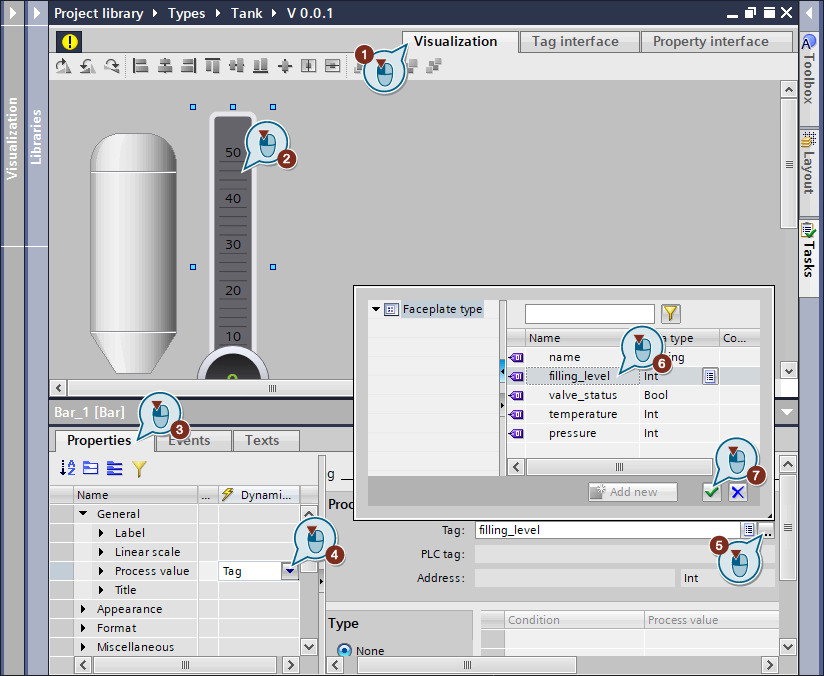 Project library ▸ Types ▸ Tank ▸ V 0.0.1
Visualization
Libraries
Visualization
Tag interface
Property interface
1
2
50
40
30
20
10
0
Toolbox
Layout
Tasks
Faceplate type
Name
type
Co...
name
filling_level
Int
valve_status
Bool
temperature
Int
pressure
Int
6
7
Add new
Bar_1 [Bar]
3
Properties
Events
Texts
Name
...
Dynami...
General
Label
Linear scale
Process value
Tag
Title
Appearance
Format
Miscellaneous
4
Tag:
filling_level
5
PLC tag:
Address:
Int
Type
None
Condition
Process value